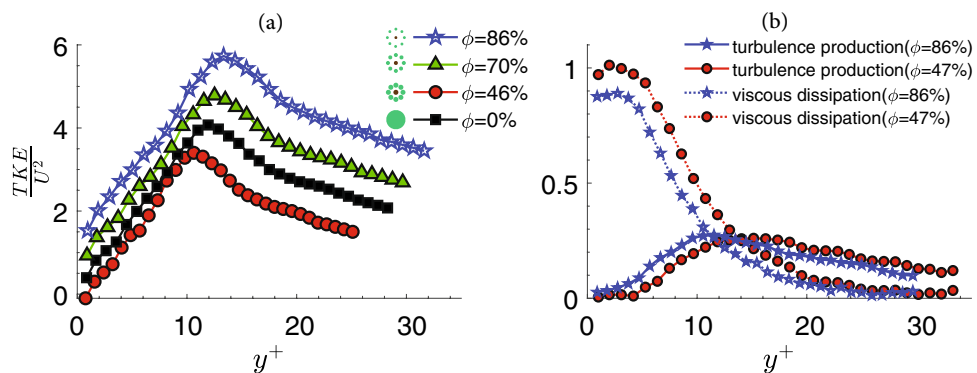 (a)
6
4
2
0
TKE
U²
0
10
20
30
y⁺
ϕ=86%
ϕ=70%
ϕ=46%
ϕ=0%
(b)
1
0.5
0
0
10
20
30
y⁺
turbulence production(ϕ=86%)
turbulence production(ϕ=47%)
viscous dissipation(ϕ=86%)
viscous dissipation(ϕ=47%)